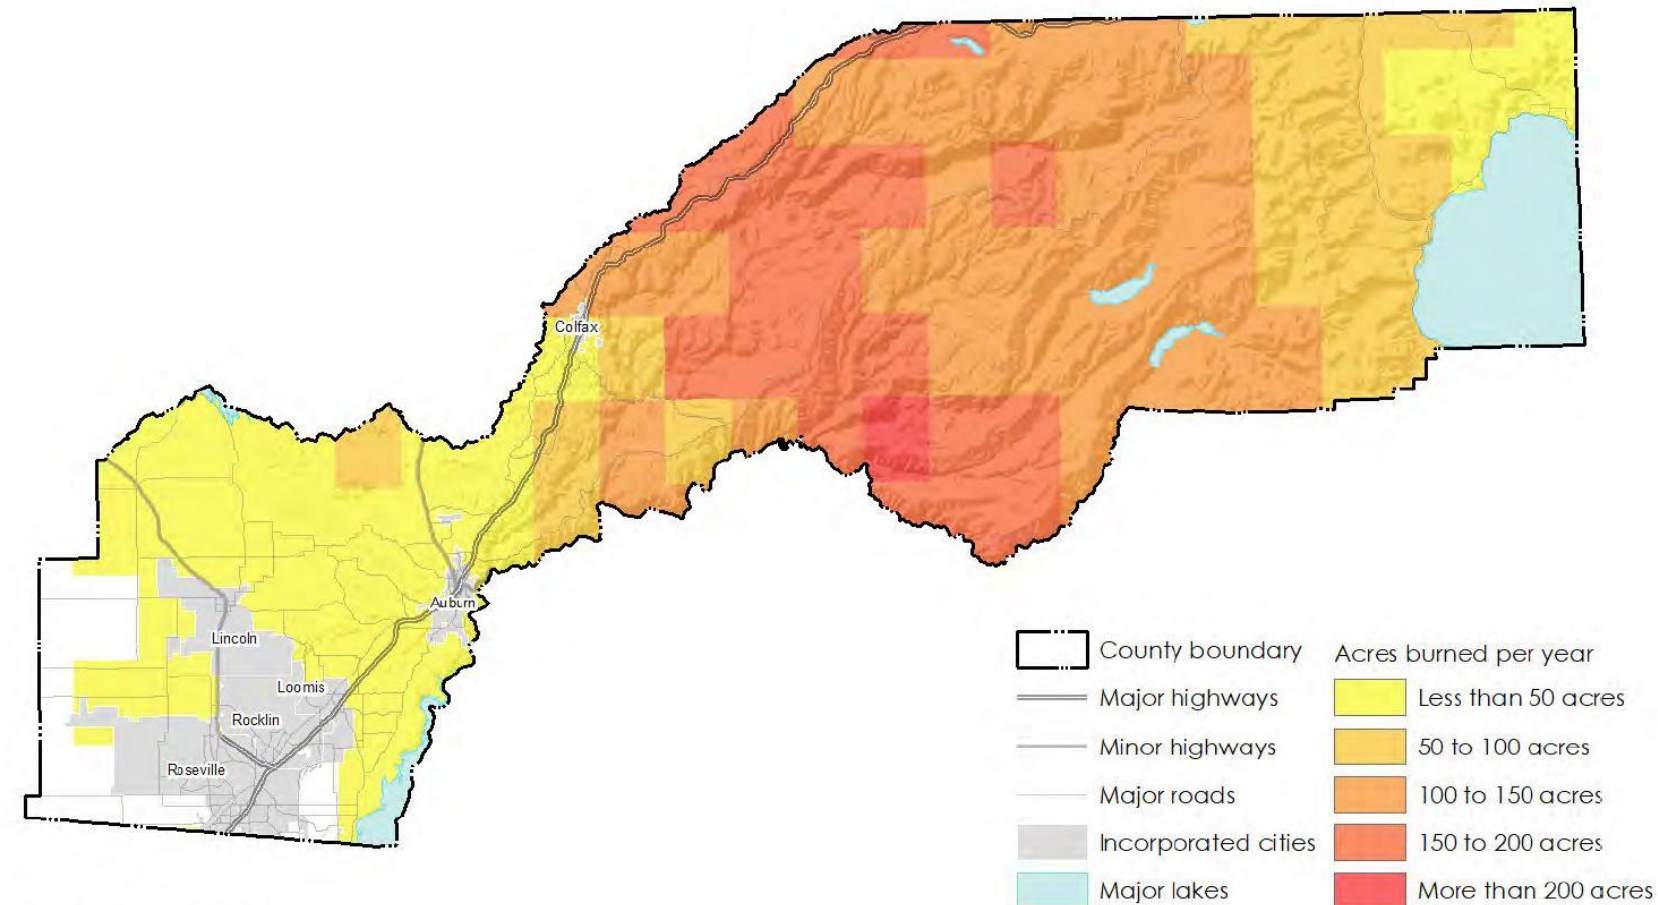 Colfax
Auburn
Lincoln
Loomis
Rocklin
Roseville
County boundary
Major highways
Minor highways
Major roads
Incorporated cities
Major lakes
Acres burned per year
Less than 50 acres
50 to 100 acres
100 to 150 acres
150 to 200 acres
More than 200 acres